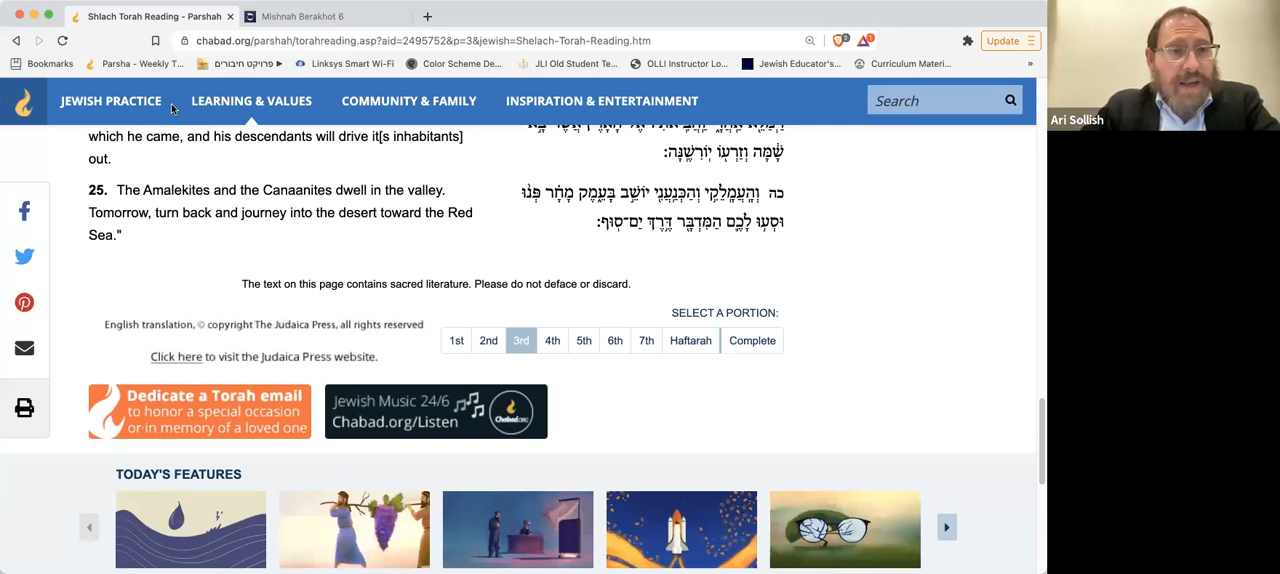 Shlach Torah Reading - Parshah
Mishnah Berakhot 6
chabad.org/parshah/torahreading.asp?aid=2495752&p=3&jewish=Shelach-Torah-Reading.htm
3
1
Update
Bookmarks
Parsha - Weekly T...
פרויקט חיבורים
Linksys Smart Wi-Fi
Color Scheme De...
JLI Old Student Te...
OLLI Instructor Lo...
Jewish Educator's...
Curriculum Materi...
»
JEWISH PRACTICE
LEARNING & VALUES
COMMUNITY & FAMILY
INSPIRATION & ENTERTAINMENT
Search
Ari Sollish
which he came, and his descendants will drive it[s inhabitants]
out.
שָׁמָּה וְזַרְע֖וֹ יֽוֹרִשֶֽׁנָּה:
25. The Amalekites and the Canaanites dwell in the valley.
Tomorrow, turn back and journey into the desert toward the Red
Sea."
כה וְהָֽעֲמָֽלֵקִ֥י וְהַכְּנַֽעֲנִ֖י יוֹשֵׁ֣ב בָּעֵ֑מֶק מָחָ֗ר פְּנ֨וּ
וּסְע֥וּ לָכֶ֛ם הַמִּדְבָּ֖ר דֶּ֥רֶךְ יַם־סֽוּף:
The text on this page contains sacred literature. Please do not deface or discard.
SELECT A PORTION:
English translation, © copyright The Judaica Press, all rights reserved
1st 2nd 3rd 4th 5th 6th 7th Haftarah Complete
Click here to visit the Judaica Press website.
Dedicate a Torah email
to honor a special occasion
or in memory of a loved one
Jewish Music 24/6
Chabad.org/Listen
Chabad.org
TODAY'S FEATURES